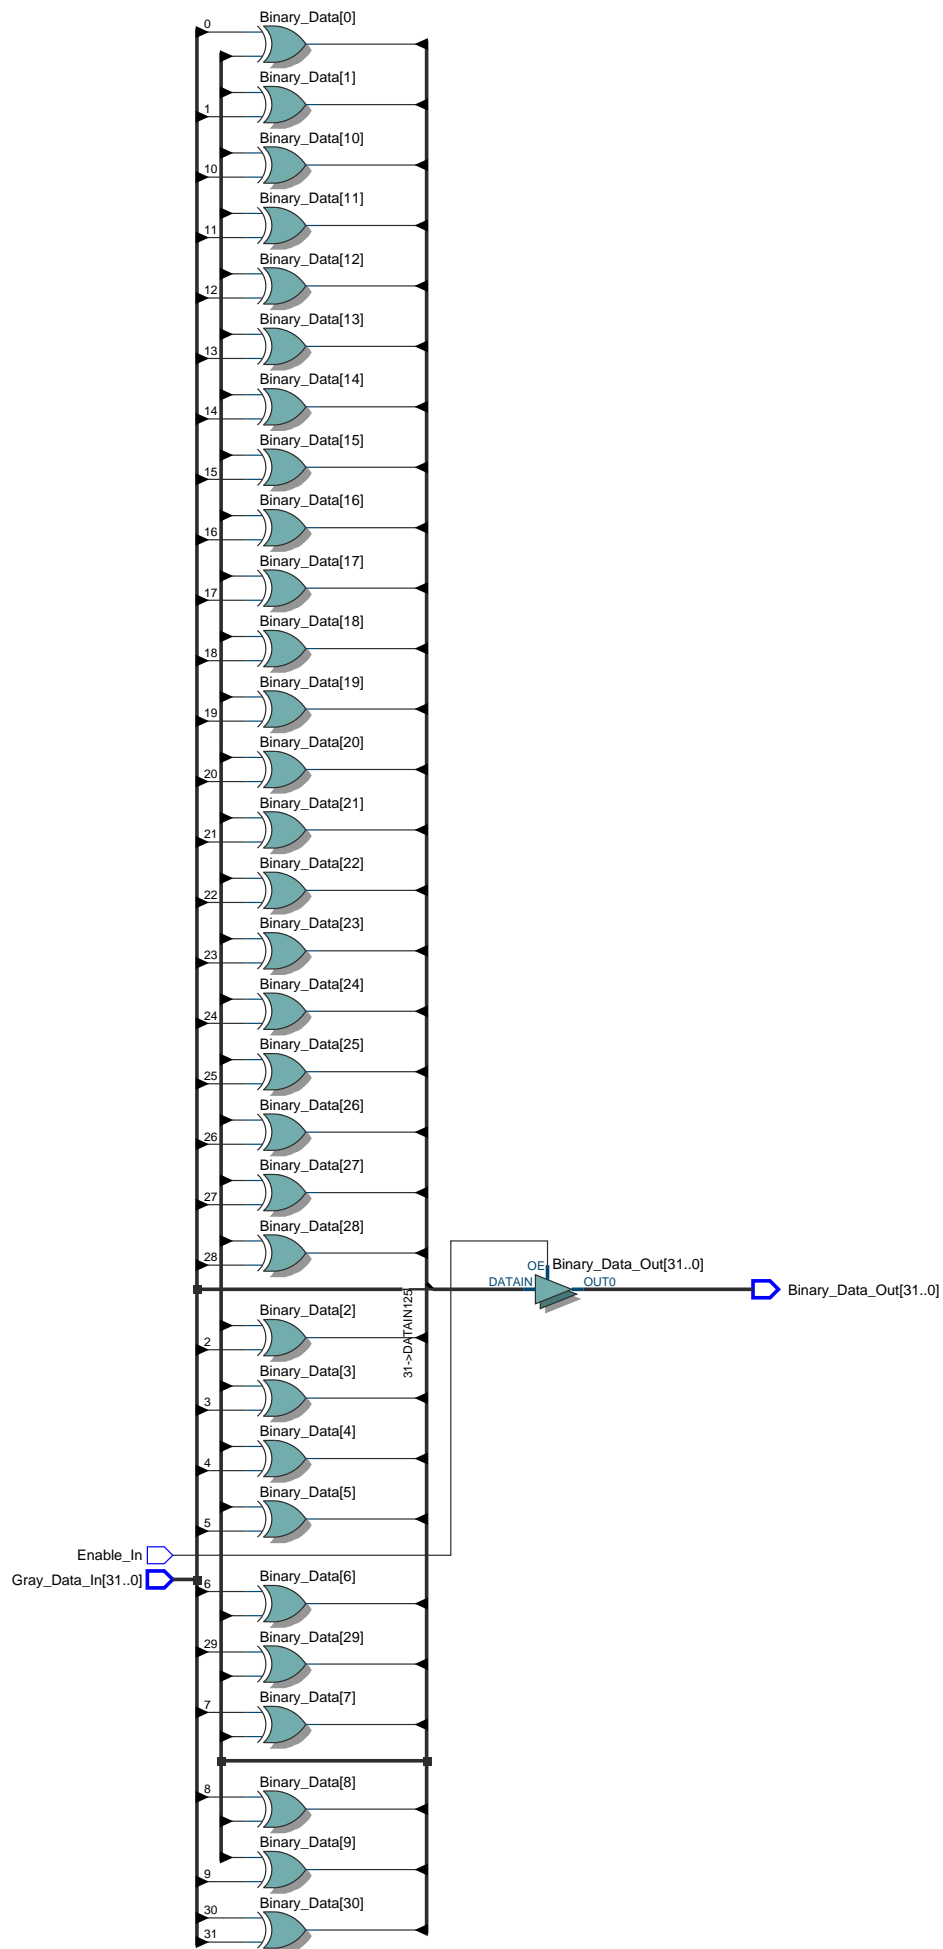 Binary_Data[0]
0
Binary_Data[1]
1
Binary_Data[10]
10
Binary_Data[11]
11
Binary_Data[12]
12
Binary_Data[13]
13
Binary_Data[14]
14
Binary_Data[15]
15
Binary_Data[16]
16
Binary_Data[17]
17
Binary_Data[18]
18
Binary_Data[19]
19
Binary_Data[20]
20
Binary_Data[21]
21
Binary_Data[22]
22
Binary_Data[23]
23
Binary_Data[24]
24
Binary_Data[25]
25
Binary_Data[26]
26
Binary_Data[27]
27
Binary_Data[28]
28
OE
Binary_Data_Out[31..0]
DATAIN
OUT0
Binary_Data_Out[31..0]
31->DATAIN125
Binary_Data[2]
2
Binary_Data[3]
3
Binary_Data[4]
4
Binary_Data[5]
5
Enable_In
Gray_Data_In[31..0]
Binary_Data[6]
6
Binary_Data[29]
29
Binary_Data[7]
7
Binary_Data[8]
8
Binary_Data[9]
9
Binary_Data[30]
30
31